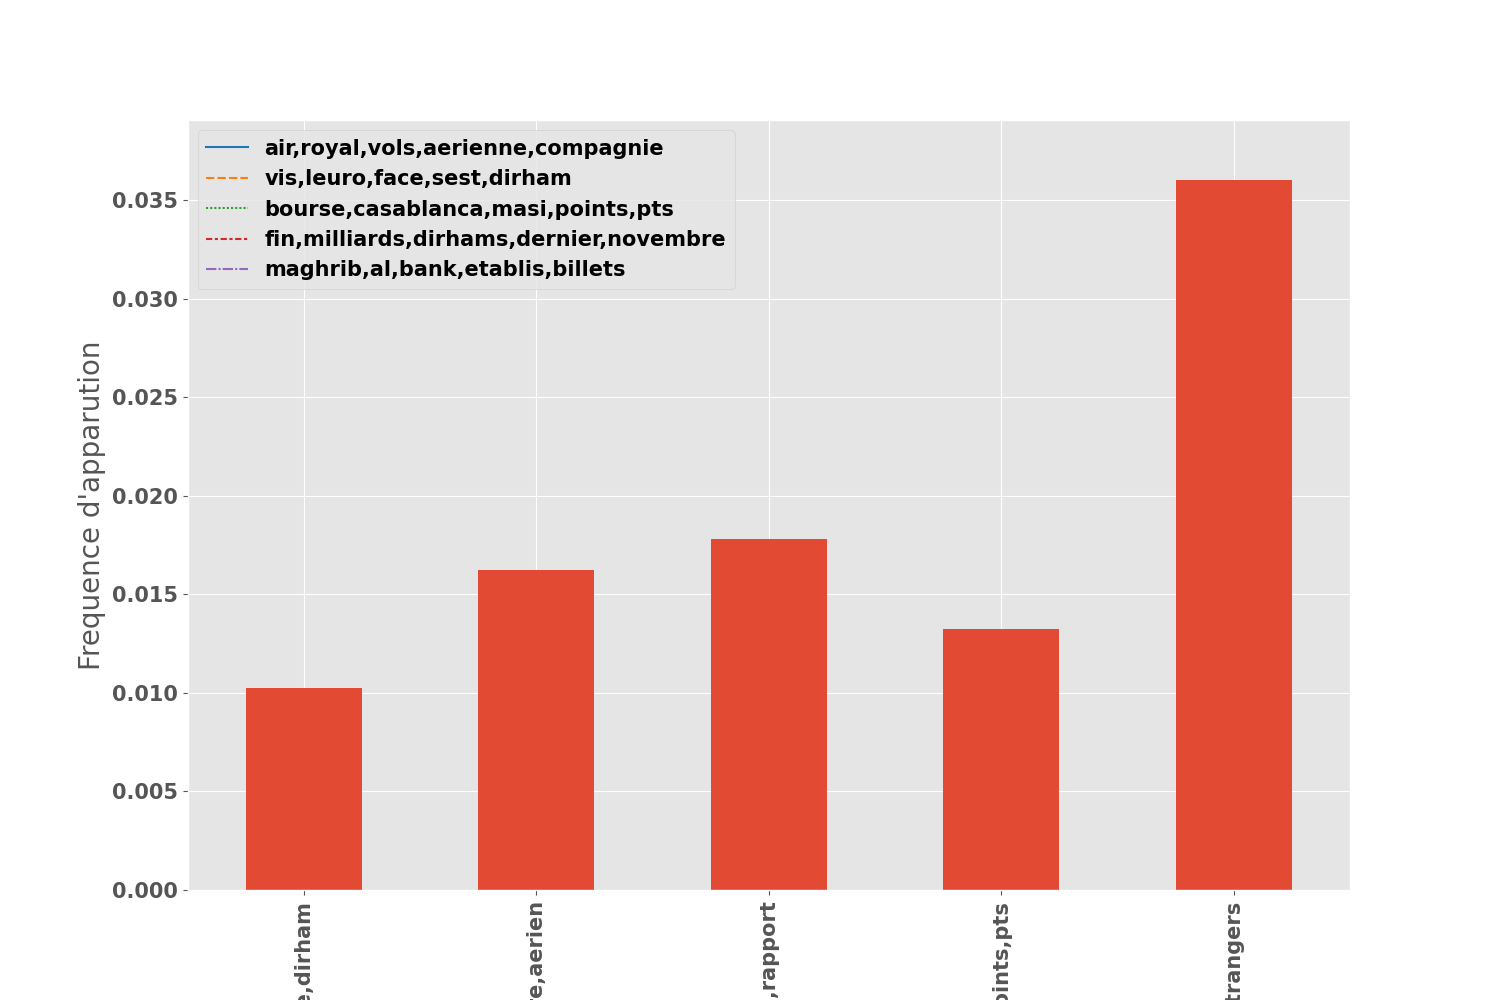 air,royal,vols,aerienne,compagnie
vis,leuro,face,sest,dirham
bourse,casablanca,masi,points,pts
fin,milliards,dirhams,dernier,novembre
maghrib,al,bank,etablis,billets
Frequence d'apparution
0.035
0.030
0.025
0.020
0.015
0.010
0.005
0.000
e,dirham
re,aerien
,rapport
oints,pts
trangers